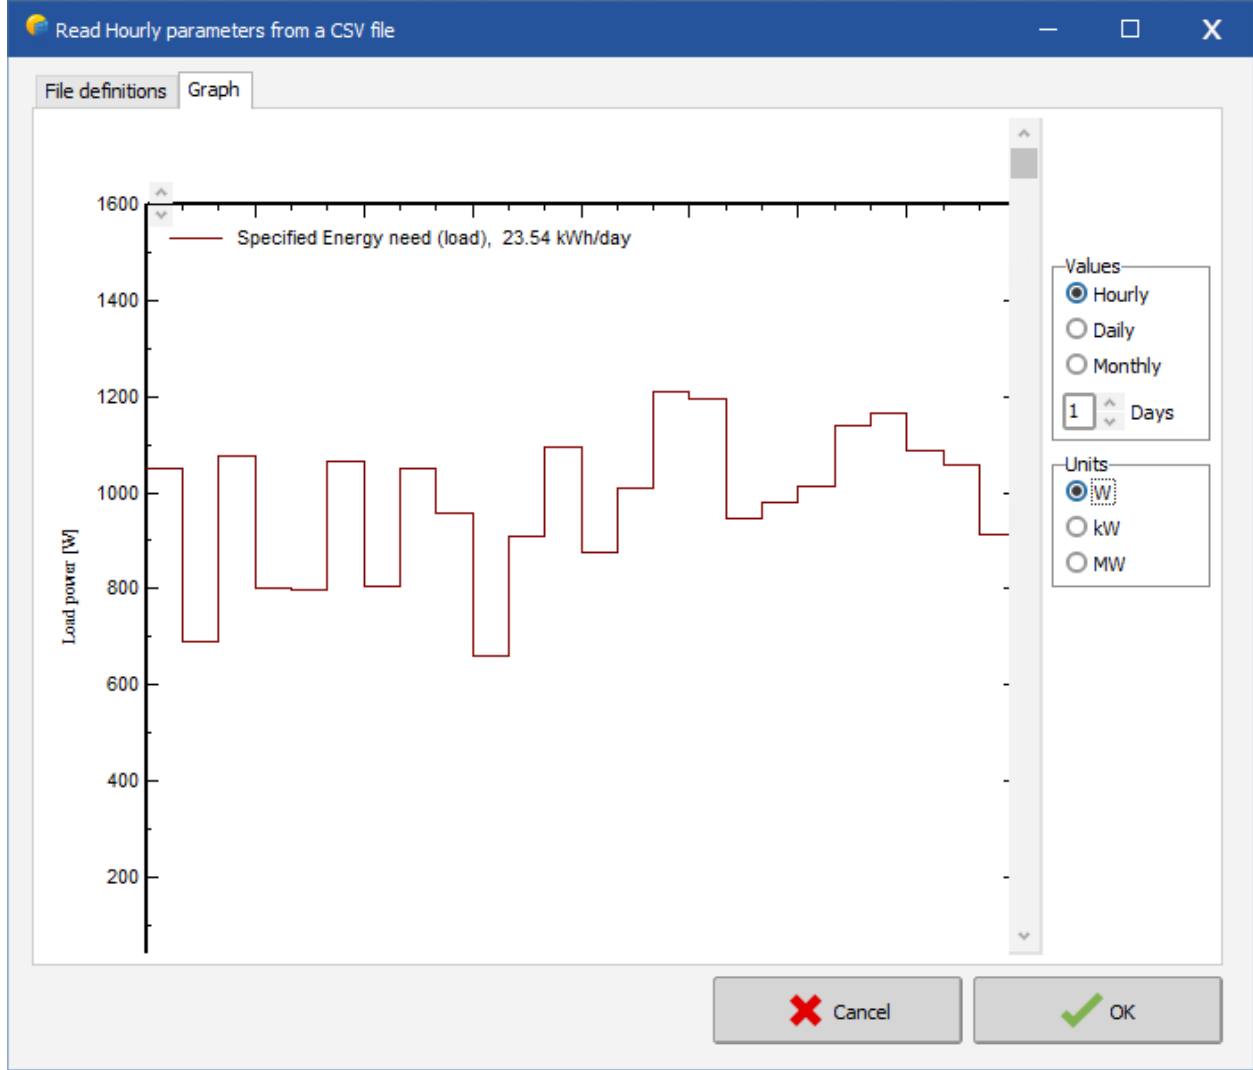 Read Hourly parameters from a CSV file
X
File definitions
Graph
1600
Specified Energy need (load), 23.54 kWh/day
1400
1200
1000
800
600
400
200
Load power [W]
Values
Hourly
Daily
Monthly
1 Days
Units
W
kW
MW
Cancel
OK